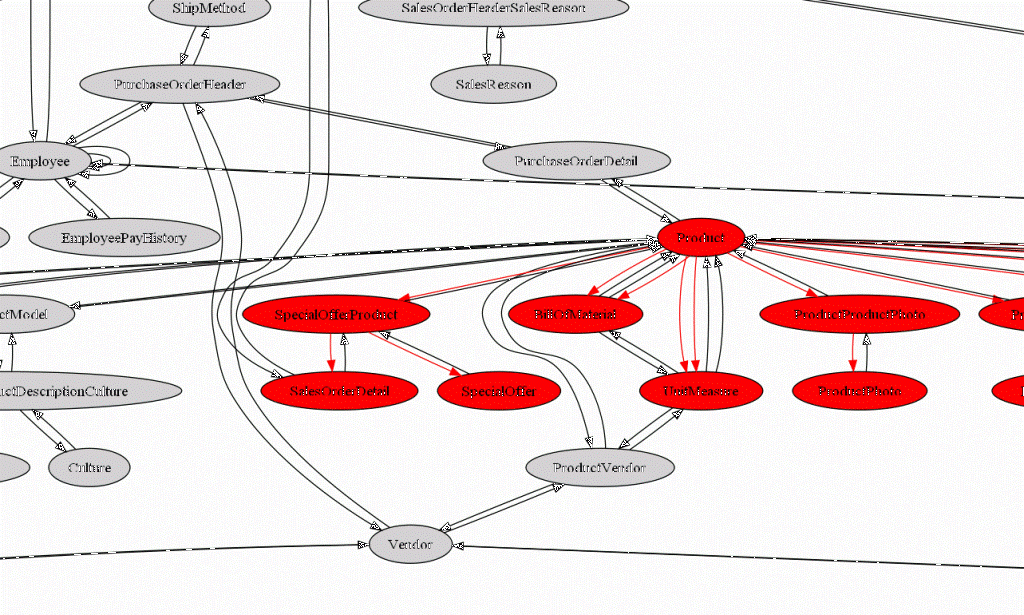 ShipMethod
SalesOrderHeaderSalesReason
PurchaseOrderHeader
SalesReason
Employee
PurchaseOrderDetail
EmployeePayHistory
Product
ctModel
SpecialOfferProduct
BillOfMaterial
ProductProductPhoto
uctDescriptionCulture
SalesOrderDetail
SpecialOffer
UnitMeasure
ProductPhoto
Culture
ProductVendor
Vendor